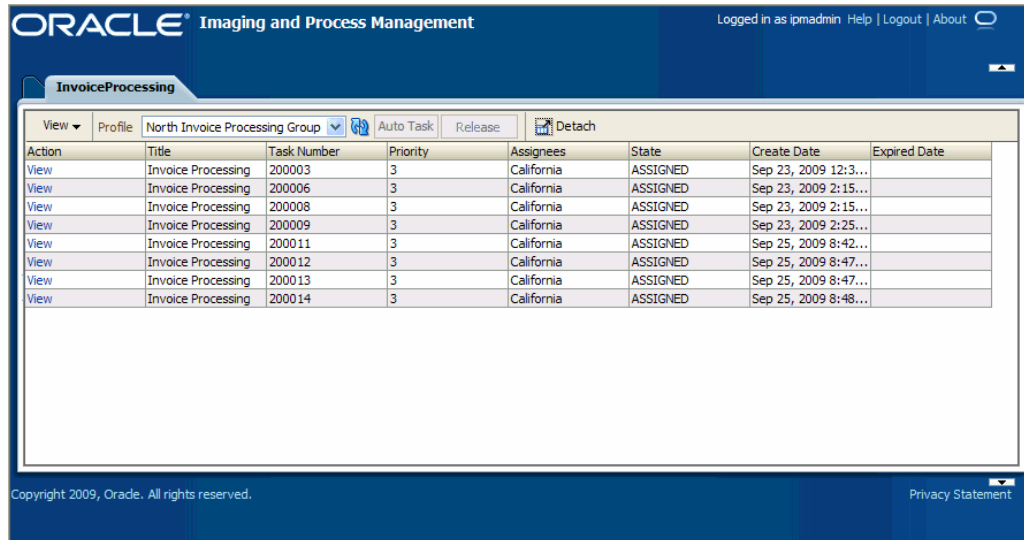 ORACLE® Imaging and Process Management
Logged in as ipmadmin Help | Logout | About
InvoiceProcessing
View Profile North Invoice Processing Group Auto Task Release Detach
Action Title Task Number Priority Assignees State Create Date Expired Date
View Invoice Processing 200003 3 California ASSIGNED Sep 23, 2009 12:3...
View Invoice Processing 200006 3 California ASSIGNED Sep 23, 2009 2:15...
View Invoice Processing 200008 3 California ASSIGNED Sep 23, 2009 2:15...
View Invoice Processing 200009 3 California ASSIGNED Sep 23, 2009 2:25...
View Invoice Processing 200011 3 California ASSIGNED Sep 25, 2009 8:42...
View Invoice Processing 200012 3 California ASSIGNED Sep 25, 2009 8:47...
View Invoice Processing 200013 3 California ASSIGNED Sep 25, 2009 8:47...
View Invoice Processing 200014 3 California ASSIGNED Sep 25, 2009 8:48...
Copyright 2009, Oracle. All rights reserved.
Privacy Statement